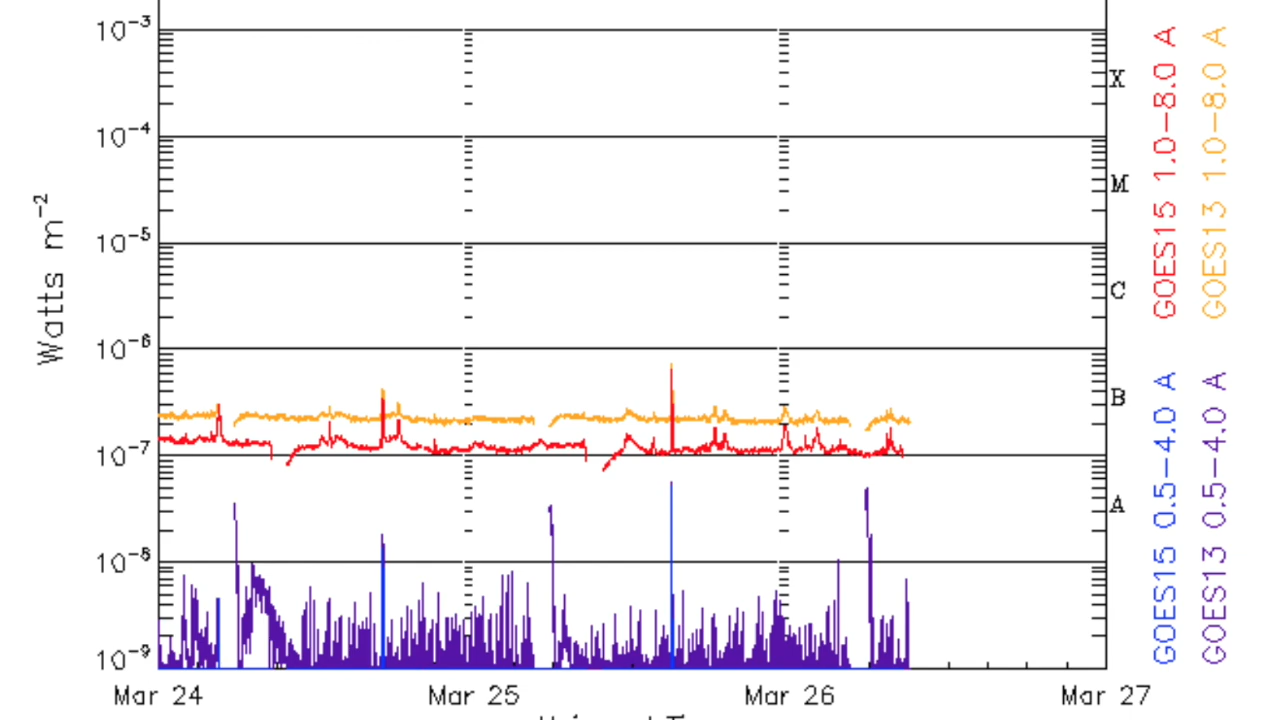 10⁻³
10⁻⁴
10⁻⁵
10⁻⁶
10⁻⁷
10⁻⁸
10⁻⁹
Watts m⁻²
X
M
C
B
A
Mar 24
Mar 25
Mar 26
Mar 27
GOES15 1.0-8.0 A
GOES13 1.0-8.0 A
GOES15 0.5-4.0 A
GOES13 0.5-4.0 A